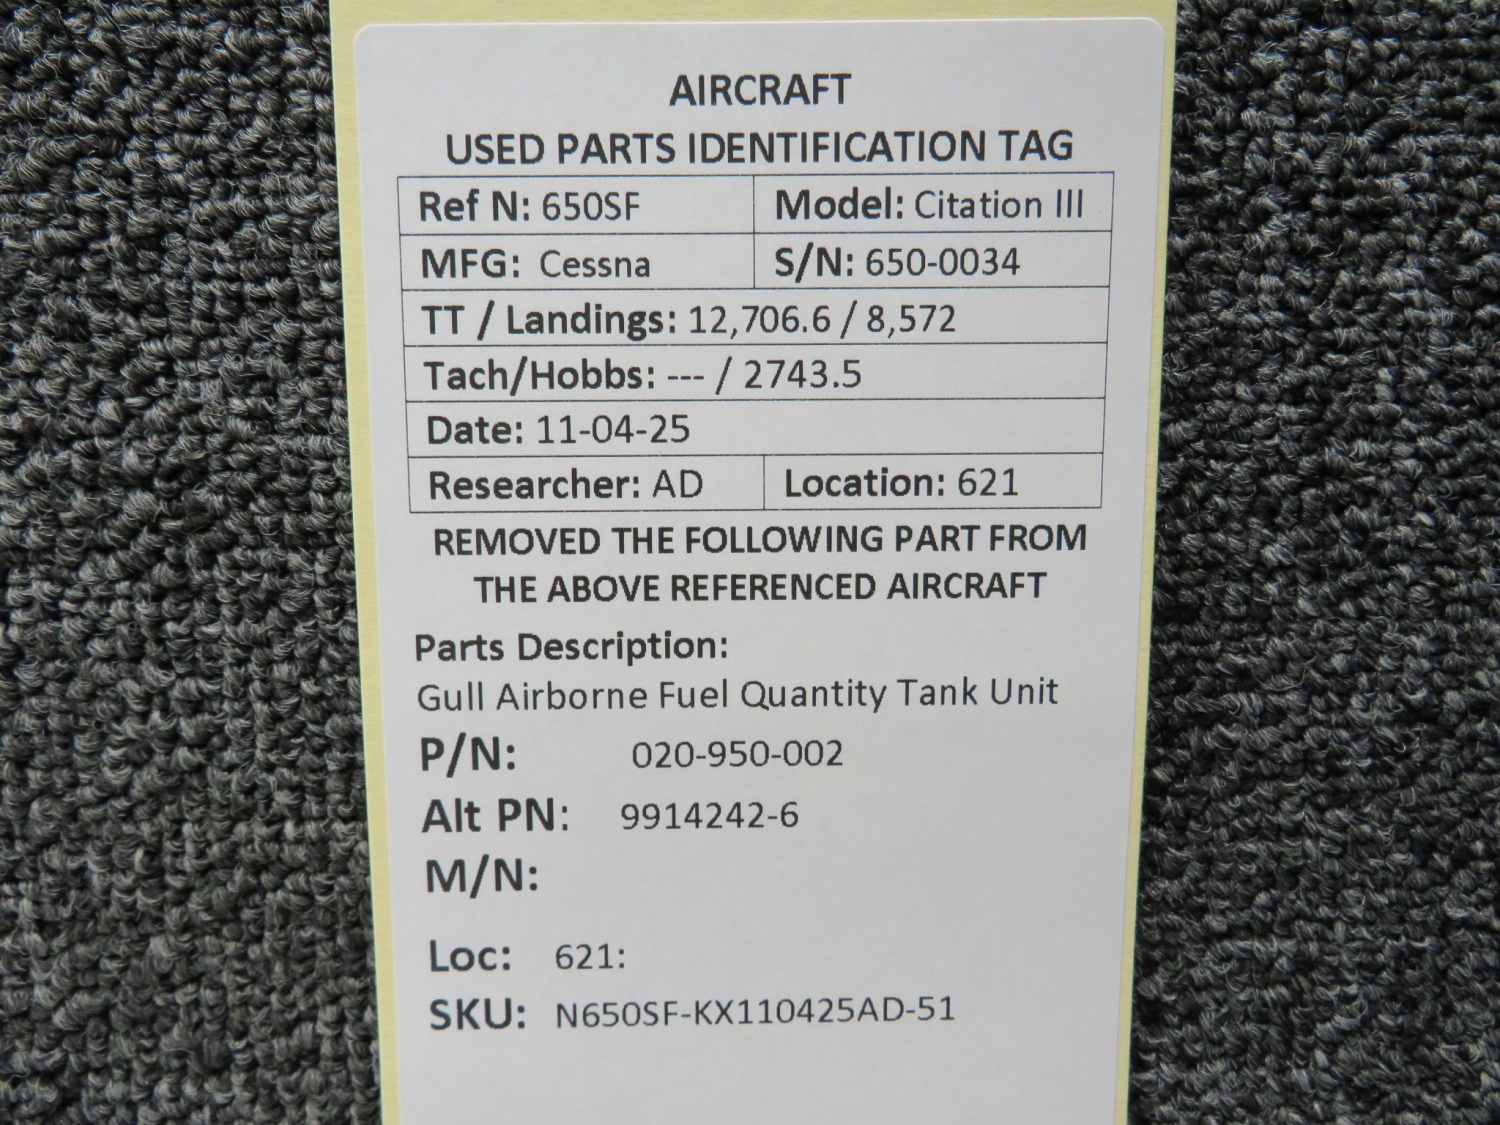 AIRCRAFT
USED PARTS IDENTIFICATION TAG
Ref N: 650SF Model: Citation III
MFG: Cessna S/N: 650-0034
TT / Landings: 12,706.6 / 8,572
Tach/Hobbs: --- / 2743.5
Date: 11-04-25
Researcher: AD Location: 621
REMOVED THE FOLLOWING PART FROM
THE ABOVE REFERENCED AIRCRAFT
Parts Description:
Gull Airborne Fuel Quantity Tank Unit
P/N: 020-950-002
Alt PN: 9914242-6
M/N:
Loc: 621:
SKU: N650SF-KX110425AD-51